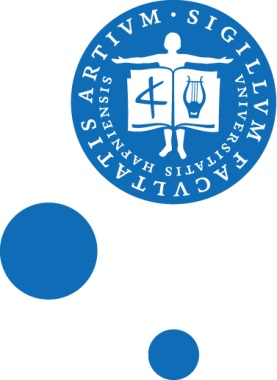 SIGILLVM FACVLTATIS ARTIVM ·
VNIVERSITATIS HAFNIENSIS